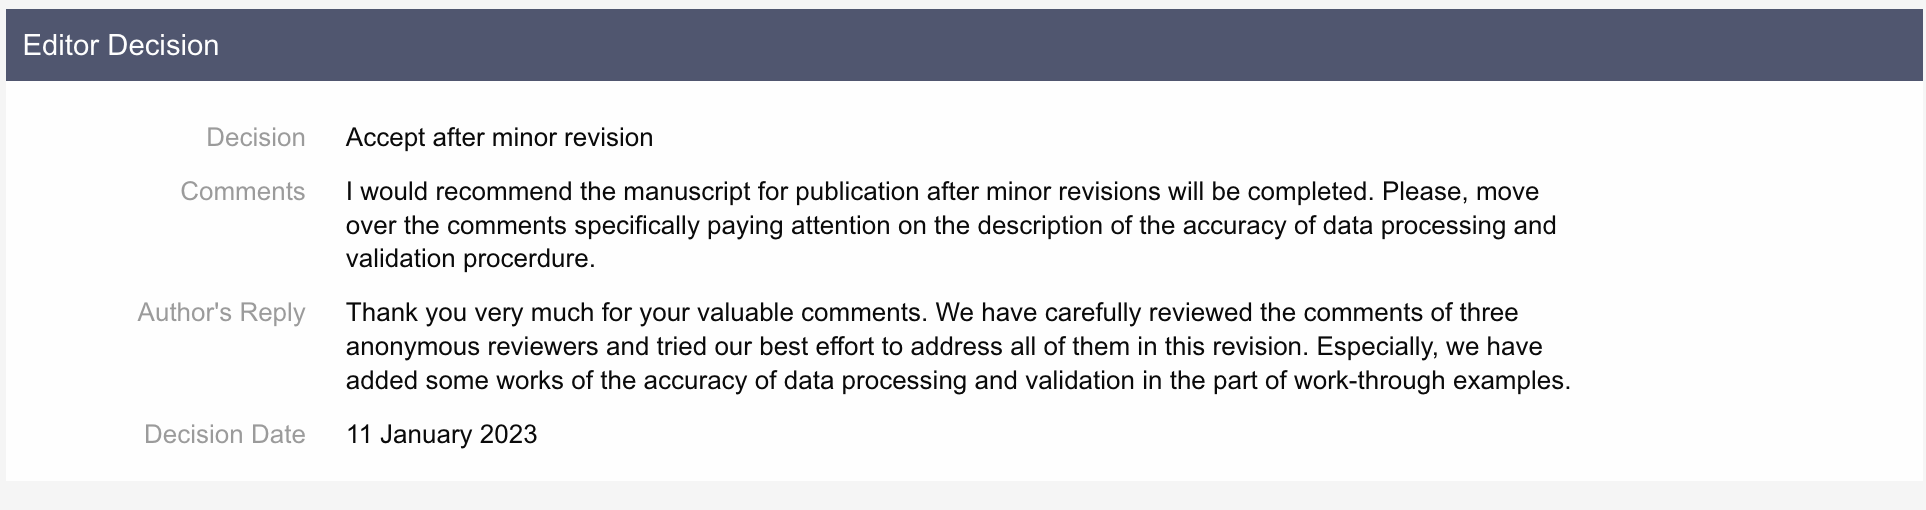 Editor Decision
Decision Accept after minor revision
Comments I would recommend the manuscript for publication after minor revisions will be completed. Please, move
over the comments specifically paying attention on the description of the accuracy of data processing and
validation procerdure.
Author's Reply Thank you very much for your valuable comments. We have carefully reviewed the comments of three
anonymous reviewers and tried our best effort to address all of them in this revision. Especially, we have
added some works of the accuracy of data processing and validation in the part of work-through examples.
Decision Date 11 January 2023